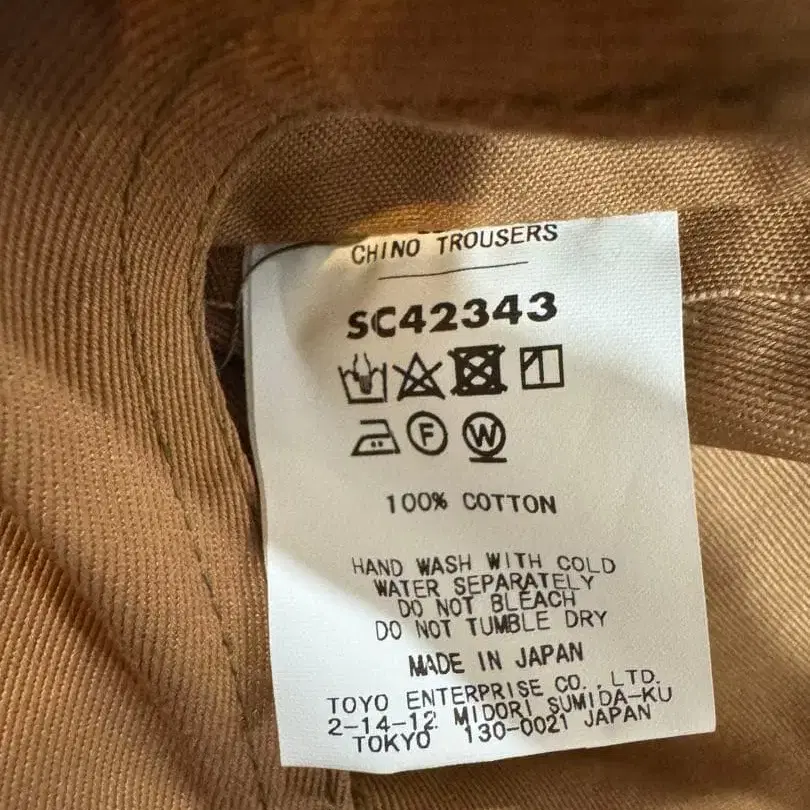 CHINO TROUSERS
SC42343
F W
100% COTTON
HAND WASH WITH COLD
WATER SEPARATELY
DO NOT BLEACH
DO NOT TUMBLE DRY
MADE IN JAPAN
TOYO ENTERPRISE CO.,LTD.
2-14-12 MIDORI SUMIDA-KU
TOKYO 130-0021 JAPAN